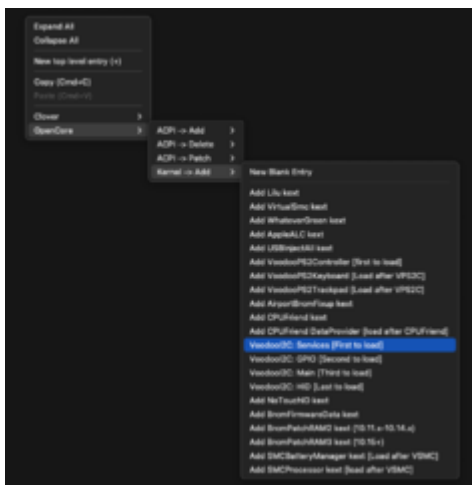 Expand All
Collapse All
New top level entry (+)
Copy (Cmd+C)
Paste (Cmd+V)
Clover
OpenCore
ACPI -> Add
ACPI -> Delete
ACPI -> Patch
Kernel -> Add
New Blank Entry
Add Lilu kext
Add VirtualSmc kext
Add WhateverGreen kext
Add AppleALC kext
Add USBInjectAll kext
Add VoodooPS2Controller [first to load]
Add VoodooPS2Keyboard [Load after VPS2C]
Add VoodooPS2Trackpad [Load after VPS2C]
Add AirportBrcmFixup kext
Add CPUFriend kext
Add CPUFriend DataProvider [load after CPUFriend]
VoodooI2C: Services [First to load]
VoodooI2C: GPIO [Second to load]
VoodooI2C: Main [Third to load]
VoodooI2C: HID [Last to load]
Add NoTouchID kext
Add BrcmFirmwareData kext
Add BrcmPatchRAM2 kext [10.11.x-10.14.x]
Add BrcmPatchRAM3 kext [10.15+]
Add SMCBatteryManager kext [Load after VSMC]
Add SMCProcessor kext [load after VSMC]